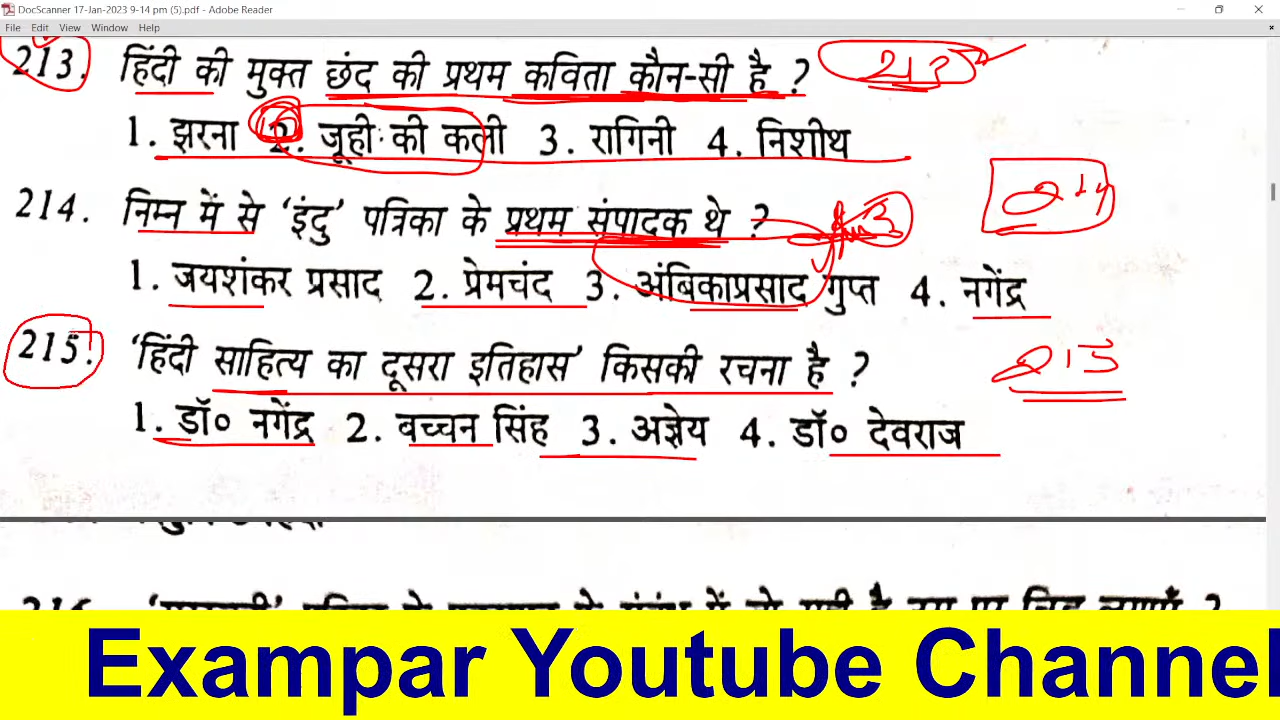 DocScanner 17-Jan-2023 9-14 pm (5).pdf - Adobe Reader
File Edit View Window Help
213. हिंदी की मुक्त छंद की प्रथम कविता कौन-सी है ?
1. झरना 2. जूही की कली 3. रागिनी 4. निशीथ
214. निम्न में से 'इंदु' पत्रिका के प्रथम संपादक थे ?
1. जयशंकर प्रसाद 2. प्रेमचंद 3. अंबिकाप्रसाद गुप्त 4. नगेंद्र
215. 'हिंदी साहित्य का दूसरा इतिहास' किसकी रचना है ?
215
1. डॉ० नगेंद्र 2. बच्चन सिंह 3. अज्ञेय 4. डॉ० देवराज
Exampar Youtube Channel